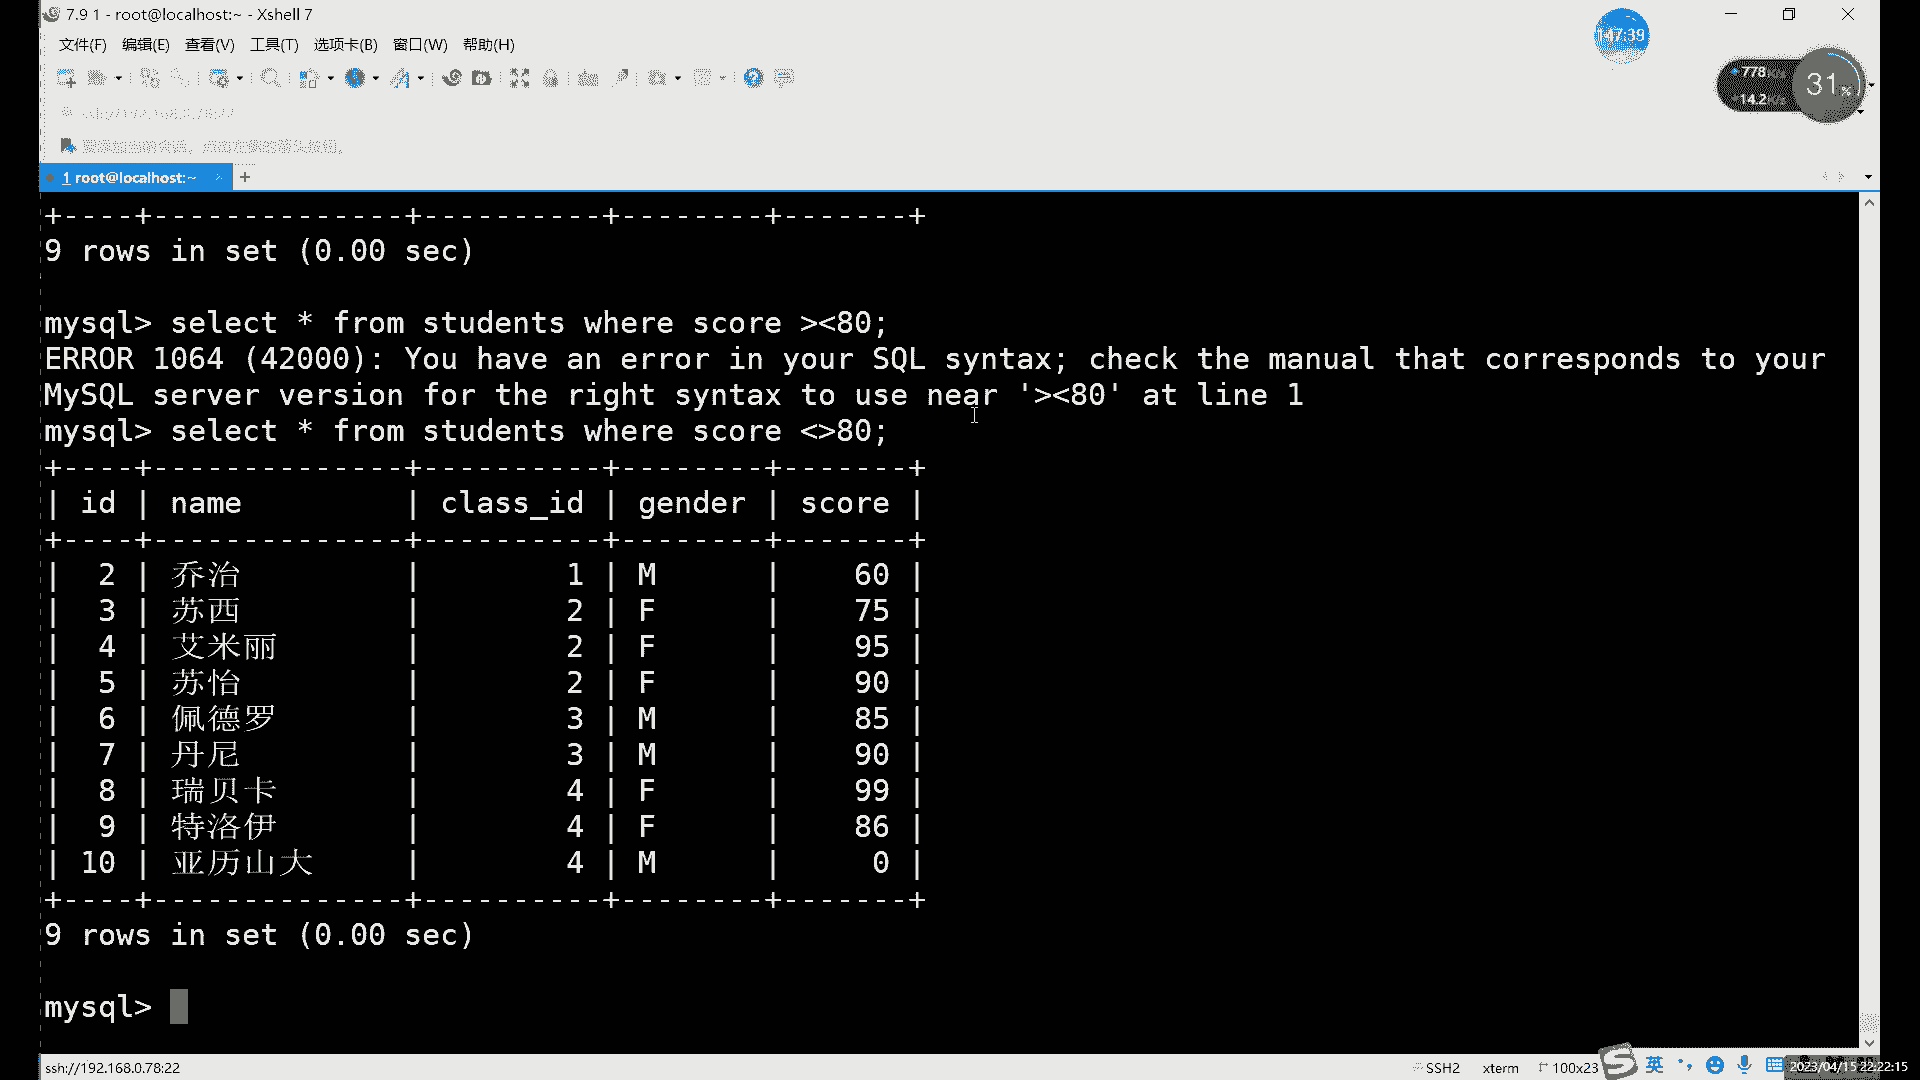 7.9 1 - root@localhost:~ - Xshell 7
147:39
文件(F) 编辑(E) 查看(V) 工具(T) 选项卡(B) 窗口(W) 帮助(H)
778
14.2
31%
1 root@localhost:~
+----+--------------+----------+--------+-------+
9 rows in set (0.00 sec)
mysql> select * from students where score ><80;
ERROR 1064 (42000): You have an error in your SQL syntax; check the manual that corresponds to your
MySQL server version for the right syntax to use near '><80' at line 1
mysql> select * from students where score <>80;
+----+--------------+----------+--------+-------+
| id | name | class_id | gender | score |
+----+--------------+----------+--------+-------+
| 2 | 乔治 | 1 | M | 60 |
| 3 | 苏西 | 2 | F | 75 |
| 4 | 艾米丽 | 2 | F | 95 |
| 5 | 苏怡 | 2 | F | 90 |
| 6 | 佩德罗 | 3 | M | 85 |
| 7 | 丹尼 | 3 | M | 90 |
| 8 | 瑞贝卡 | 4 | F | 99 |
| 9 | 特洛伊 | 4 | F | 86 |
| 10 | 亚历山大 | 4 | M | 0 |
+----+--------------+----------+--------+-------+
9 rows in set (0.00 sec)
mysql>
ssh://192.168.0.78:22 SSH2 xterm 100x23 英 2023/04/15 22:22:15